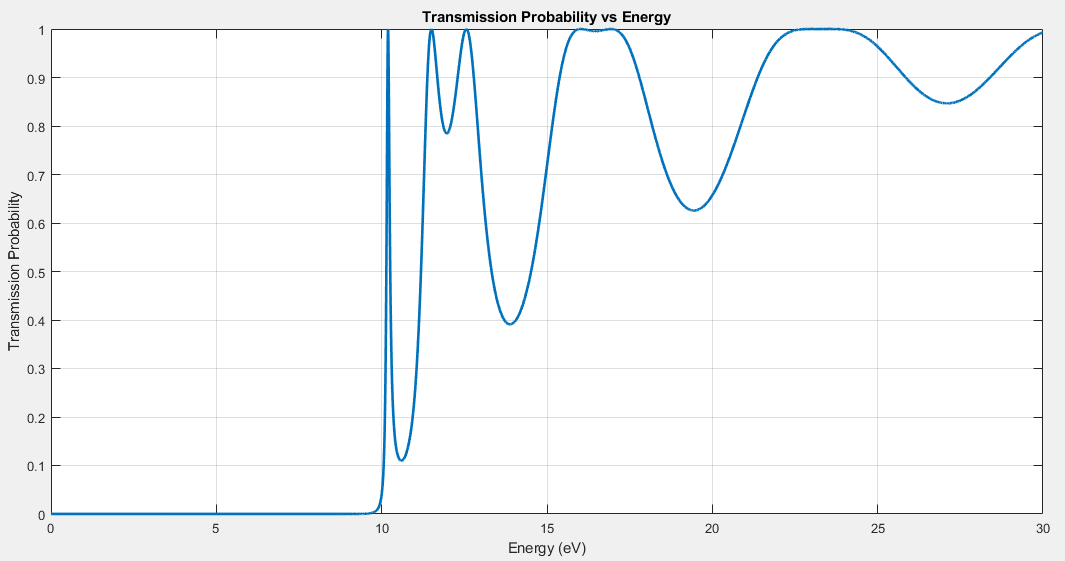 Transmission Probability vs Energy
Transmission Probability
1
0.9
0.8
0.7
0.6
0.5
0.4
0.3
0.2
0.1
0
0 5 10 15 20 25 30
Energy (eV)